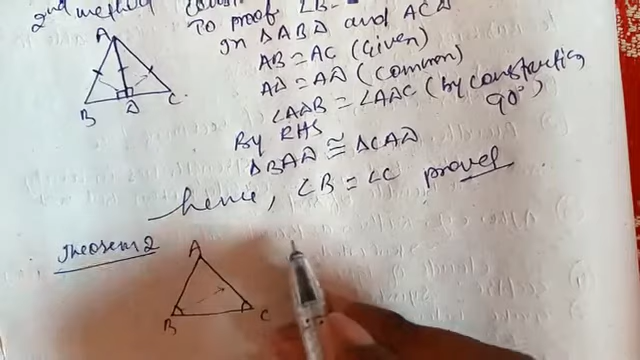 2nd method
To proof ∠B=
In ΔABD and ACD
AB = AC (Given)
AD = AD (Common)
∠ADB = ∠ADC (by construction
90°)
By RHS
ΔBAD ≅ ΔCAD
hence, ∠B = ∠C proved
A
B
D
C
Theorem 2
A
B
C